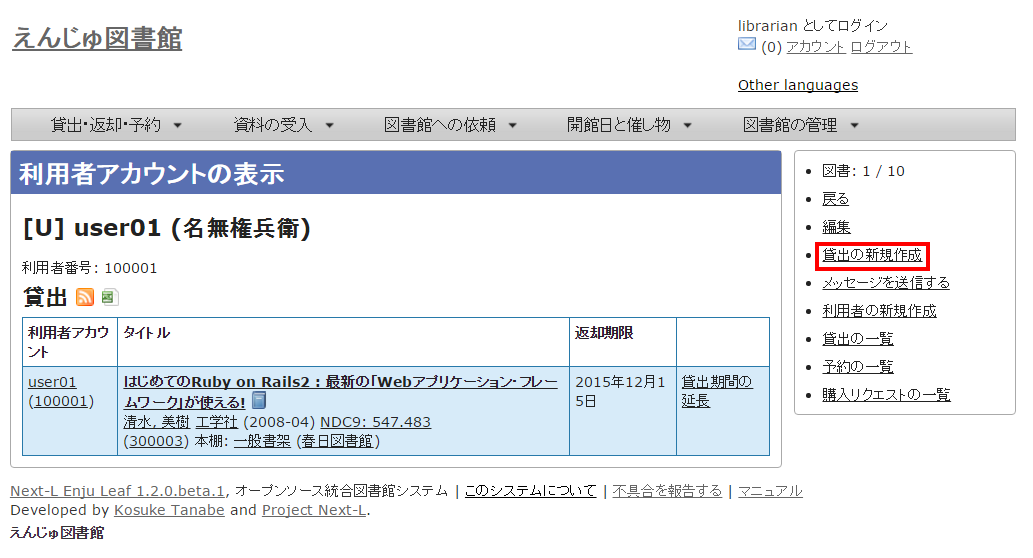 えんじゅ図書館
librarian としてログイン
(0) アカウント ログアウト
Other languages
貸出・返却・予約 ▼ 資料の受入 ▼ 図書館への依頼 ▼ 開館日と催し物 ▼ 図書館の管理 ▼
利用者アカウントの表示
[U] user01 (名無権兵衛)
利用者番号: 100001
貸出
利用者アカウ
ント
タイトル
返却期限
user01
(100001)
はじめてのRuby on Rails2 : 最新の「Webアプリケーション・フレー
ムワーク」が使える!
清水, 美樹 工学社 (2008-04) NDC9: 547.483
(300003) 本棚: 一般書架 (春日図書館)
2015年12月1
5日
貸出期間の
延長
図書: 1 / 10
戻る
編集
貸出の新規作成
メッセージを送信する
利用者の新規作成
貸出の一覧
予約の一覧
購入リクエストの一覧
Next-L Enju Leaf 1.2.0.beta.1, オープンソース統合図書館システム | このシステムについて | 不具合を報告する | マニュアル
Developed by Kosuke Tanabe and Project Next-L.
えんじゅ図書館